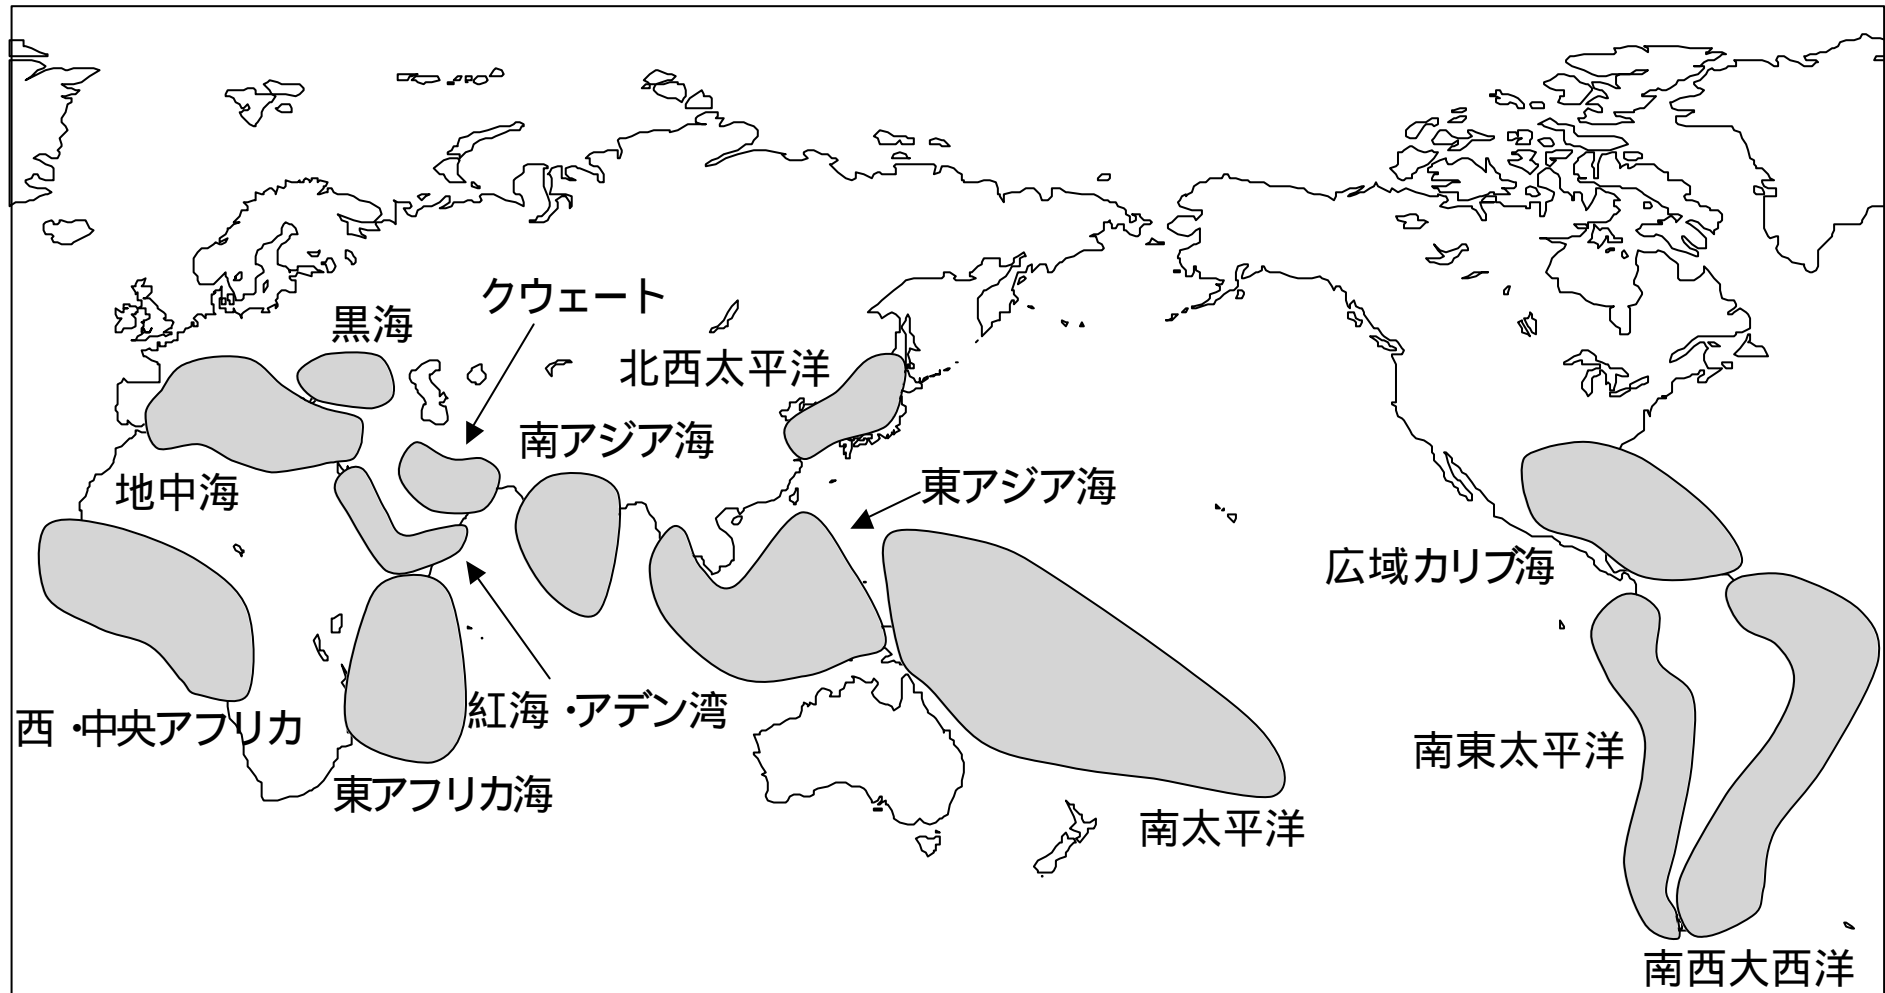 クウェート
黒海
北西太平洋
南アジア海
地中海
東アジア海
広域カリブ海
西・中央アフリカ
紅海・アデン湾
東アフリカ海
南東太平洋
南太平洋
南西大西洋